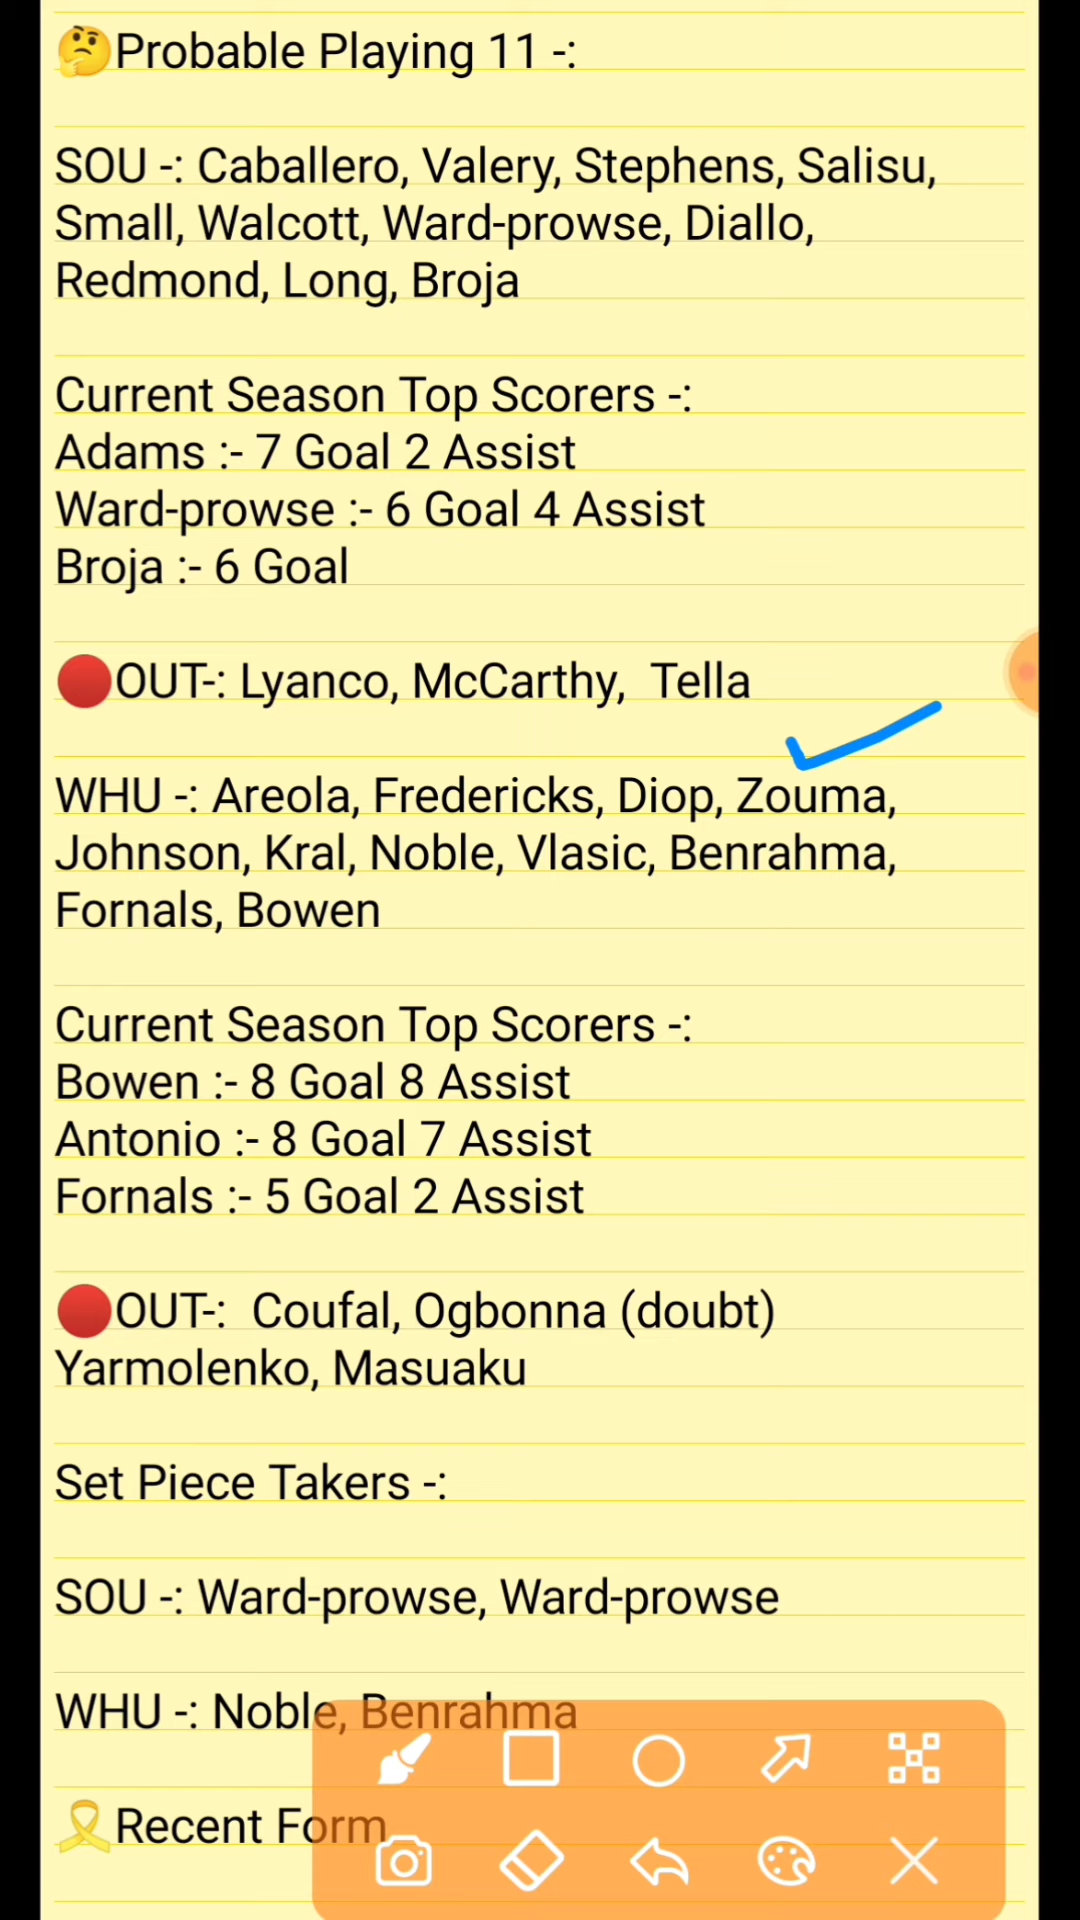 🤔Probable Playing 11 -:
SOU -: Caballero, Valery, Stephens, Salisu,
Small, Walcott, Ward-prowse, Diallo,
Redmond, Long, Broja
Current Season Top Scorers -:
Adams :- 7 Goal 2 Assist
Ward-prowse :- 6 Goal 4 Assist
Broja :- 6 Goal
🔴OUT-: Lyanco, McCarthy,  Tella
WHU -: Areola, Fredericks, Diop, Zouma,
Johnson, Kral, Noble, Vlasic, Benrahma,
Fornals, Bowen
Current Season Top Scorers -:
Bowen :- 8 Goal 8 Assist
Antonio :- 8 Goal 7 Assist
Fornals :- 5 Goal 2 Assist
🔴OUT-:  Coufal, Ogbonna (doubt)
Yarmolenko, Masuaku
Set Piece Takers -:
SOU -: Ward-prowse, Ward-prowse
WHU -: Noble, Benrahma
🎗Recent Form